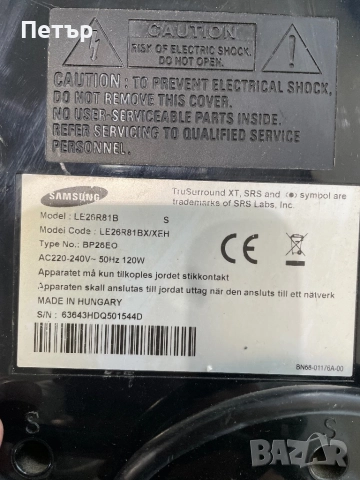 Петър
CAUTION
RISK OF ELECTRIC SHOCK.
DO NOT OPEN.
CAUTION : TO PREVENT ELECTRICAL SHOCK,
DO NOT REMOVE THIS COVER.
NO USER-SERVICEABLE PARTS INSIDE.
REFER SERVICING TO QUALIFIED SERVICE
PERSONNEL.
SAMSUNG
TruSurround XT, SRS and (●) sympol are
trademarks of SRS Labs, Inc.
Model : LE26R81B S
Model Code : LE26R81BX/XEH
Type No.: BP26EO
AC220-240V~ 50Hz 120W
CE
Apparatet må kun tilkoples jordet stikkontakt
Apparaten skall anslutas till jordat uttag när den ansluts till ett nätverk
MADE IN HUNGARY
S/N : 63643HDQ501544D
BN68-01176A-00
S S
BAZAR